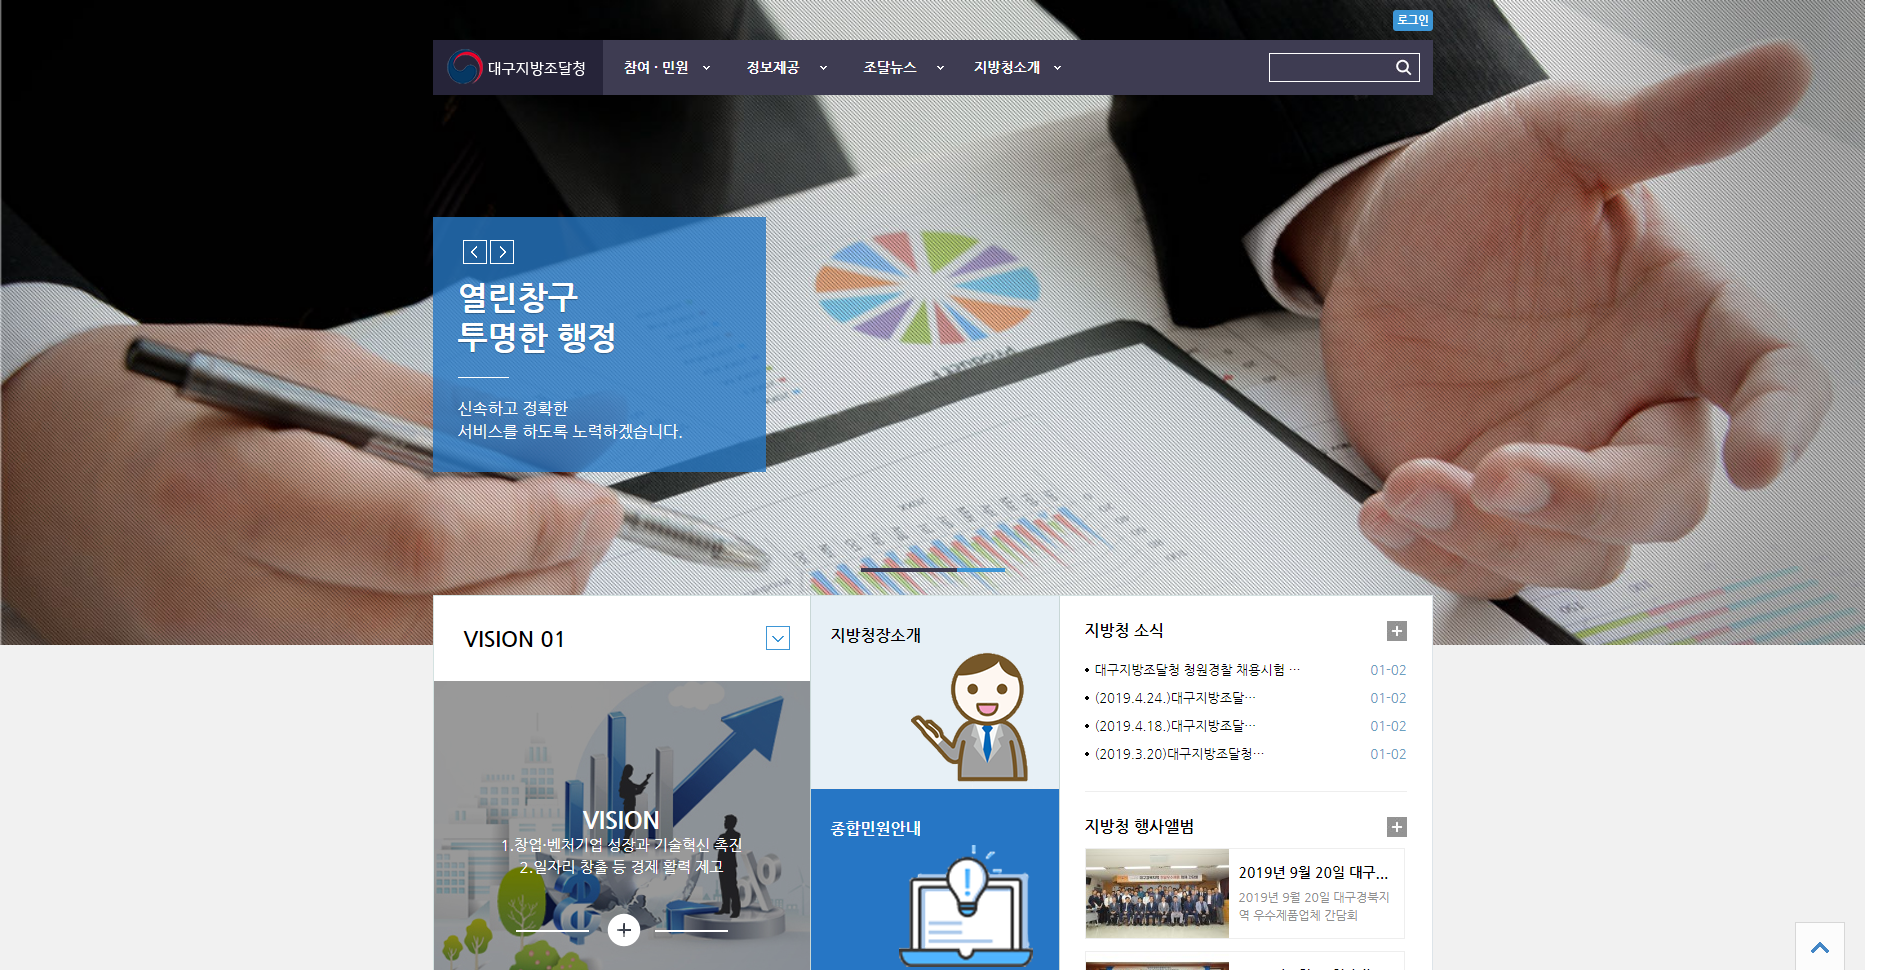 로그인
대구지방조달청
참여 · 민원
정보제공
조달뉴스
지방청소개
열린창구
투명한 행정
신속하고 정확한
서비스를 하도록 노력하겠습니다.
VISION 01
VISION
1.창업·벤처기업 성장과 기술혁신 촉진
2.일자리 창출 등 경제 활력 제고
지방청장소개
종합민원안내
지방청 소식
대구지방조달청 청원경찰 채용시험 ··· 01-02
(2019.4.24.)대구지방조달··· 01-02
(2019.4.18.)대구지방조달··· 01-02
(2019.3.20)대구지방조달청··· 01-02
지방청 행사앨범
2019년 9월 20일 대구...
2019년 9월 20일 대구경북지
역 우수제품업체 간담회